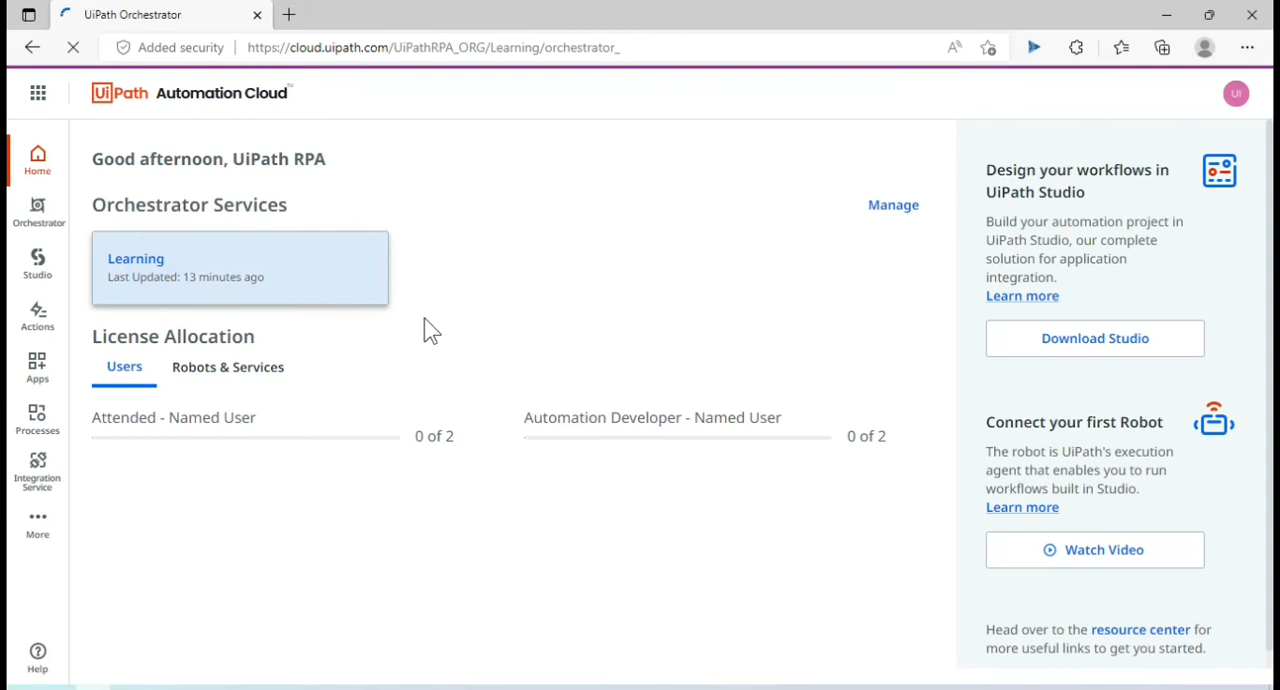 UiPath Orchestrator
Added security
https://cloud.uipath.com/UiPathRPA_ORG/Learning/orchestrator_
A
UiPath Automation Cloud™
UI
Home
Orchestrator
Studio
Actions
Apps
Processes
Integration
Service
More
Help
Good afternoon, UiPath RPA
Orchestrator Services
Manage
Learning
Last Updated: 13 minutes ago
License Allocation
Users
Robots & Services
Attended - Named User
0 of 2
Automation Developer - Named User
0 of 2
Design your workflows in
UiPath Studio
Build your automation project in
UiPath Studio, our complete
solution for application
integration.
Learn more
Download Studio
Connect your first Robot
The robot is UiPath's execution
agent that enables you to run
workflows built in Studio.
Learn more
Watch Video
Head over to the resource center for
more useful links to get you started.